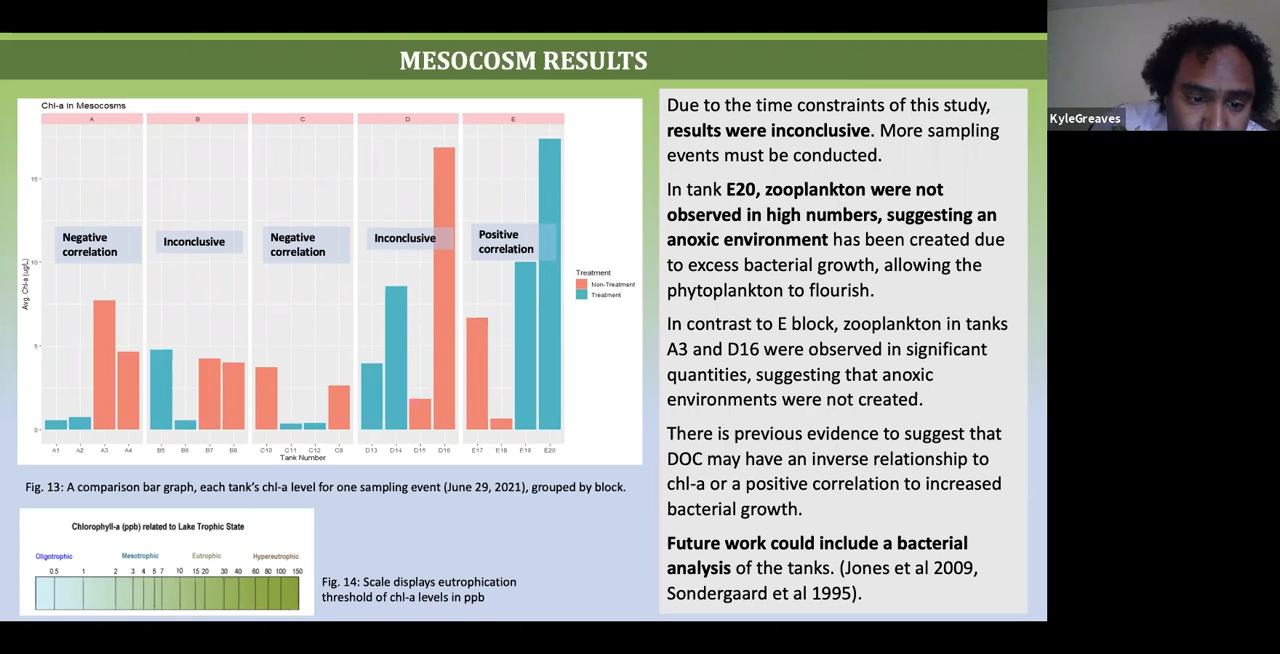 MESOCOSM RESULTS
Chl-a in Mesocosms
A
B
C
D
E
15
10
5
0
Avg. Chl-a (ug/L)
Negative
correlation
Inconclusive
Negative
correlation
Inconclusive
Positive
correlation
Treatment
Non-Treatment
Treatment
A1 A2 A3 A4 B5 B6 B7 B8 C10 C11 C12 C9 D13 D14 D15 D16 E17 E18 E19 E20
Tank Number
Fig. 13: A comparison bar graph, each tank's chl-a level for one sampling event (June 29, 2021), grouped by block.
Chlorophyll-a (ppb) related to Lake Trophic State
Oligotrophic Mesotrophic Eutrophic Hypereutrophic
0.5 1 2 3 4 5 7 10 15 20 30 40 60 80 100 150
Fig. 14: Scale displays eutrophication
threshold of chl-a levels in ppb
Due to the time constraints of this study,
results were inconclusive. More sampling
events must be conducted.
In tank E20, zooplankton were not
observed in high numbers, suggesting an
anoxic environment has been created due
to excess bacterial growth, allowing the
phytoplankton to flourish.
In contrast to E block, zooplankton in tanks
A3 and D16 were observed in significant
quantities, suggesting that anoxic
environments were not created.
There is previous evidence to suggest that
DOC may have an inverse relationship to
chl-a or a positive correlation to increased
bacterial growth.
Future work could include a bacterial
analysis of the tanks. (Jones et al 2009,
Sondergaard et al 1995).
KyleGreaves